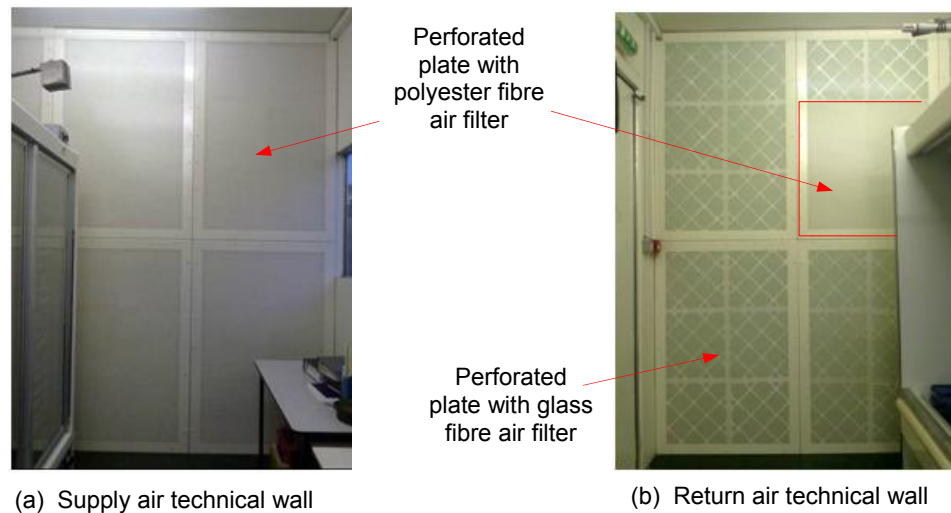 Perforated
plate with
polyester fibre
air filter
Perforated
plate with glass
fibre air filter
(a) Supply air technical wall
(b) Return air technical wall